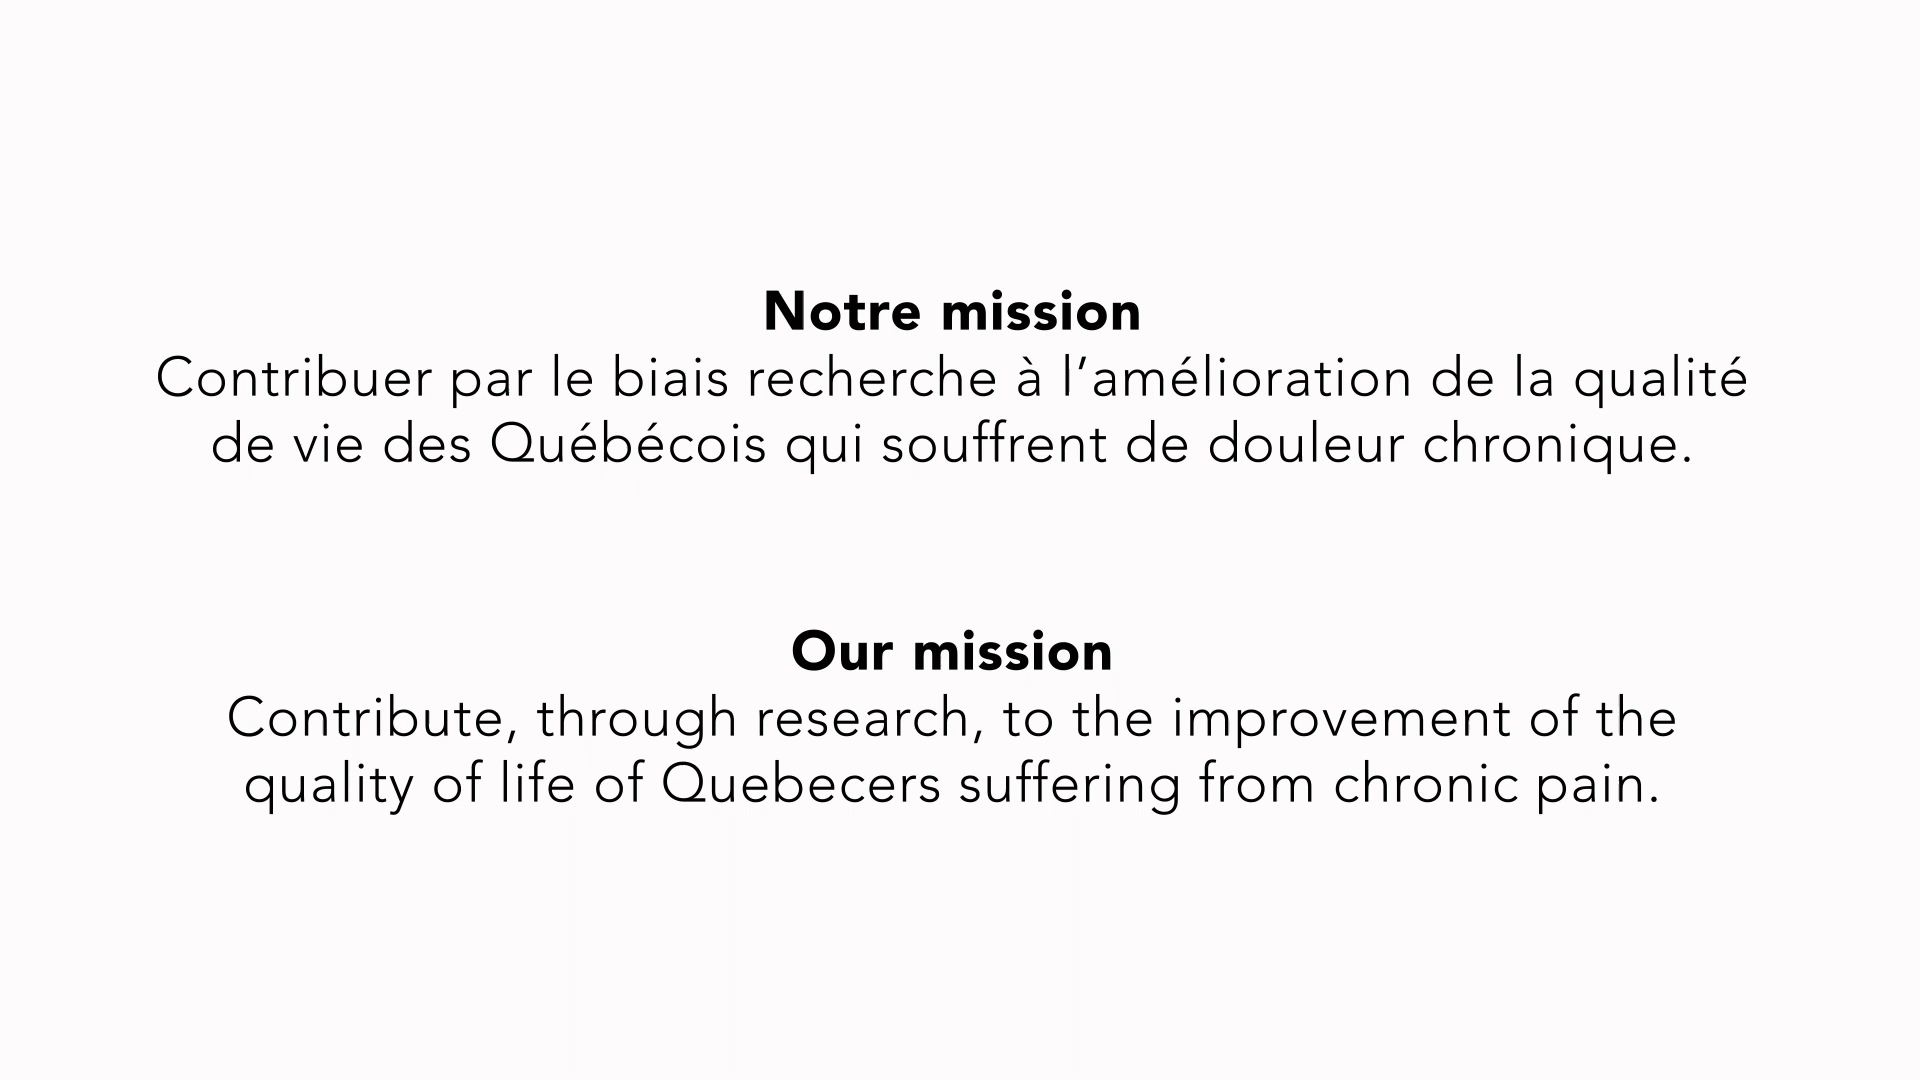 Notre mission
Contribuer par le biais recherche à l’amélioration de la qualité
de vie des Québécois qui souffrent de douleur chronique.
Our mission
Contribute, through research, to the improvement of the
quality of life of Quebecers suffering from chronic pain.